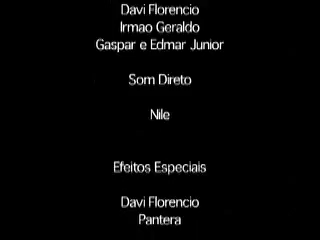 Davi Florencio
Irmao Geraldo
Gaspar e Edmar Junior
Som Direto
Nile
Efeitos Especiais
Davi Florencio
Pantera